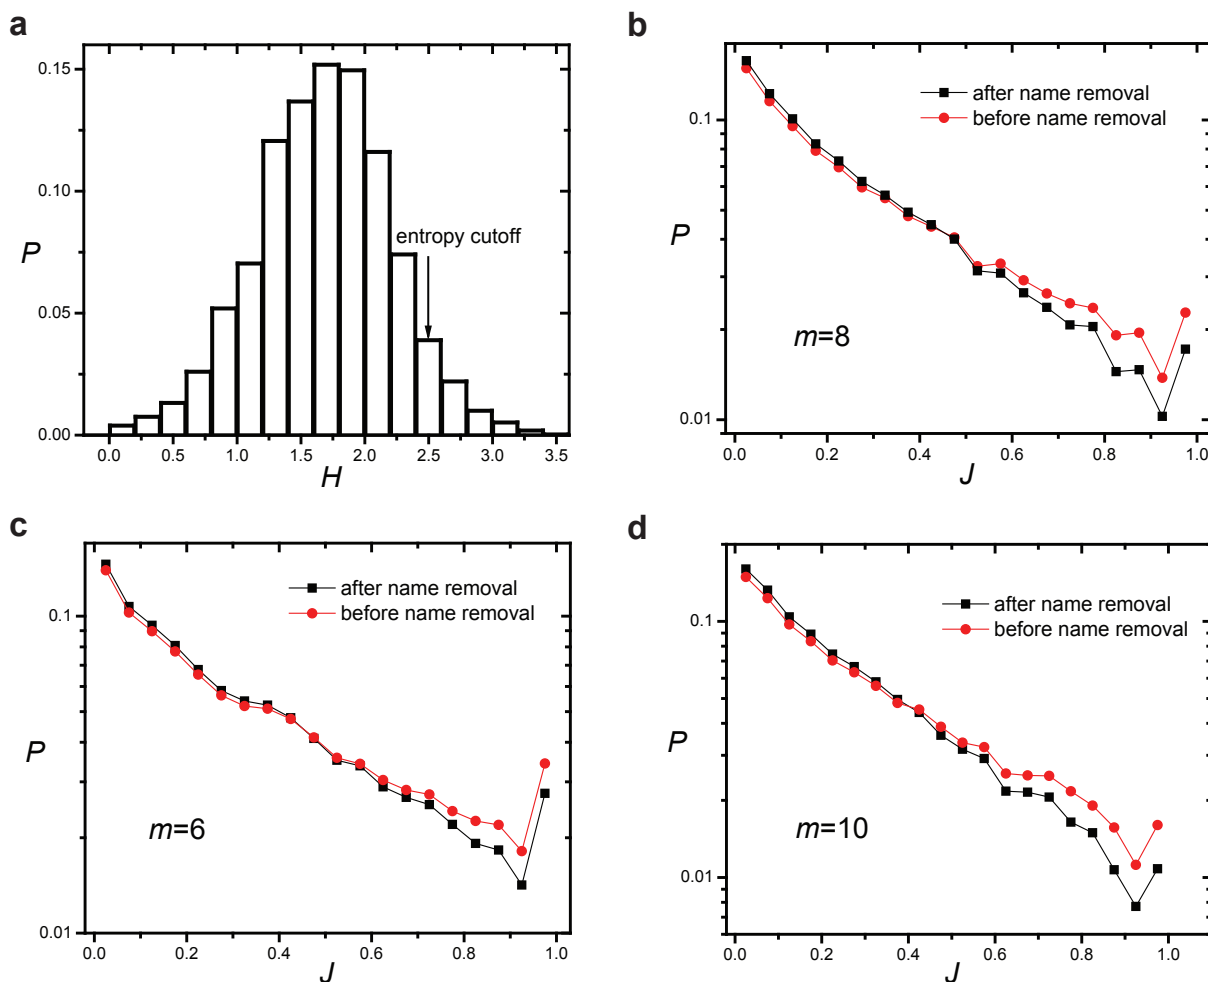 a
0.15
0.10
P
entropy cutoff
0.05
0.00
0.0 0.5 1.0 1.5 2.0 2.5 3.0 3.5
H
b
after name removal
before name removal
0.1
P
m=8
0.01
0.0 0.2 0.4 0.6 0.8 1.0
J
c
after name removal
before name removal
0.1
P
m=6
0.01
0.0 0.2 0.4 0.6 0.8 1.0
J
d
after name removal
before name removal
0.1
P
m=10
0.01
0.0 0.2 0.4 0.6 0.8 1.0
J